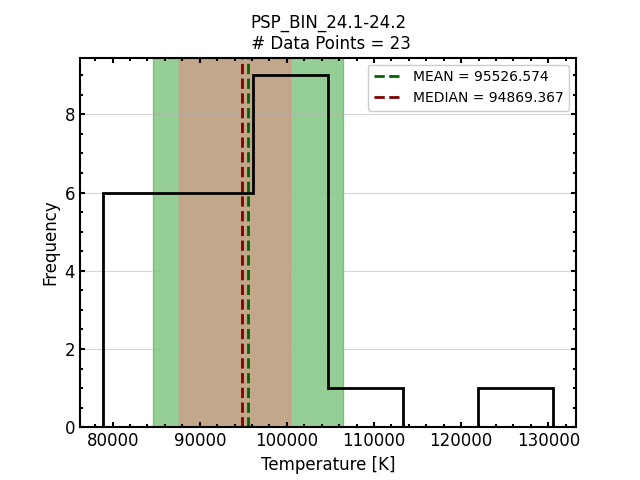 PSP_BIN_24.1-24.2
# Data Points = 23
MEAN = 95526.574
MEDIAN = 94869.367
Frequency
8
6
4
2
0
80000 90000 100000 110000 120000 130000
Temperature [K]